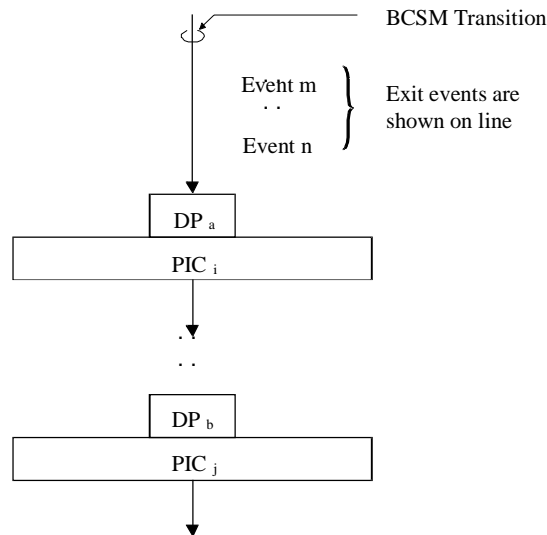 BCSM Transition
Event m
Event n
Exit events are
shown on line
DP a
PIC i
DP b
PIC j